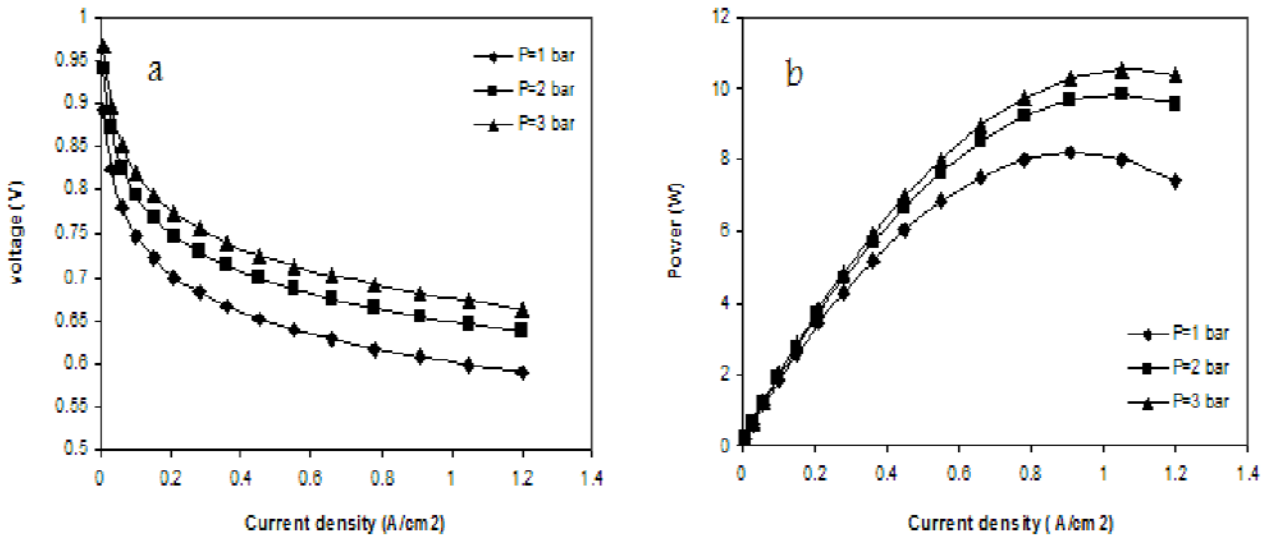 a
1
0.95
0.9
0.85
0.8
0.75
0.7
0.65
0.6
0.55
0.5
voltage (V)
0
0.2
0.4
0.6
0.8
1
1.2
1.4
Current density (A/cm2)
P=1 bar
P=2 bar
P=3 bar
b
12
10
8
6
4
2
0
Power (W)
0
0.2
0.4
0.6
0.8
1
1.2
1.4
Current density ( A/cm2)
P=1 bar
P=2 bar
P=3 bar